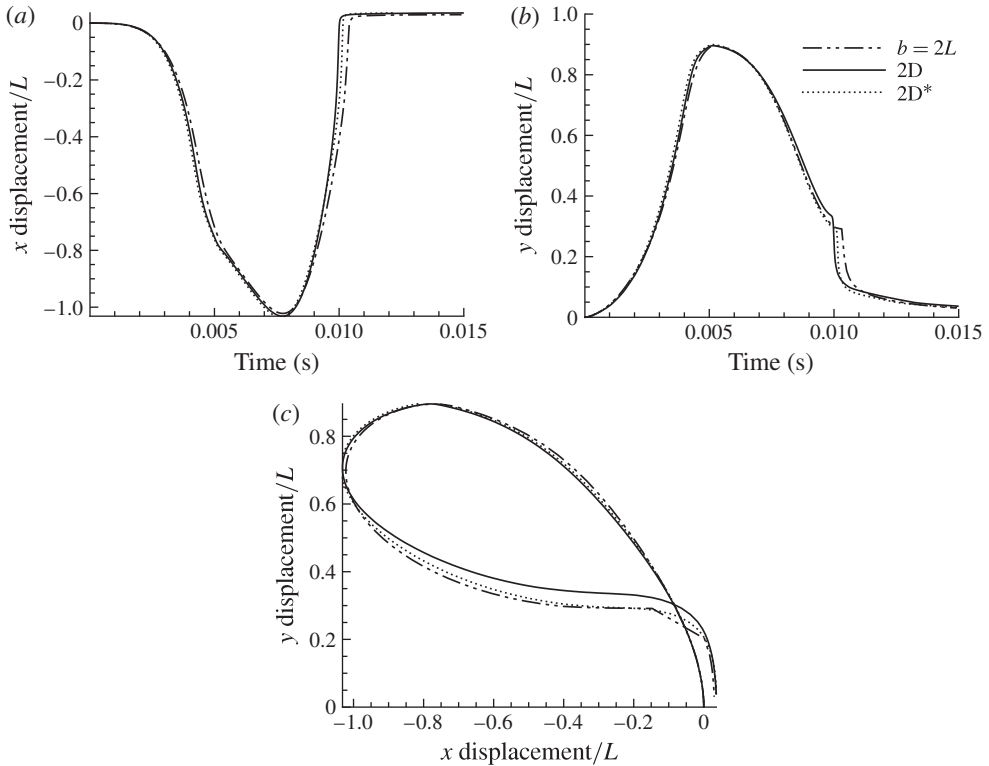 (a)
0
−0.2
−0.4
−0.6
−0.8
−1.0
x displacement/L
0.005 0.010 0.015
Time (s)
(b)
1.0
0.8
0.6
0.4
0.2
0
y displacement/L
b = 2L
2D
2D*
0.005 0.010 0.015
Time (s)
(c)
0.8
0.6
0.4
0.2
0
y displacement/L
−1.0 −0.8 −0.6 −0.4 −0.2 0
x displacement/L